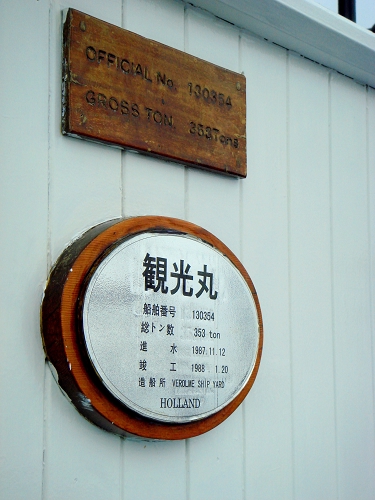 OFFICIAL No. 130354
GROSS TON. 353Tons
観光丸
船舶番号 130354
総トン数 353 ton
進水 1987.11.12
竣工 1988 1.20
造船所 VEROLME SHIP YARD
HOLLAND